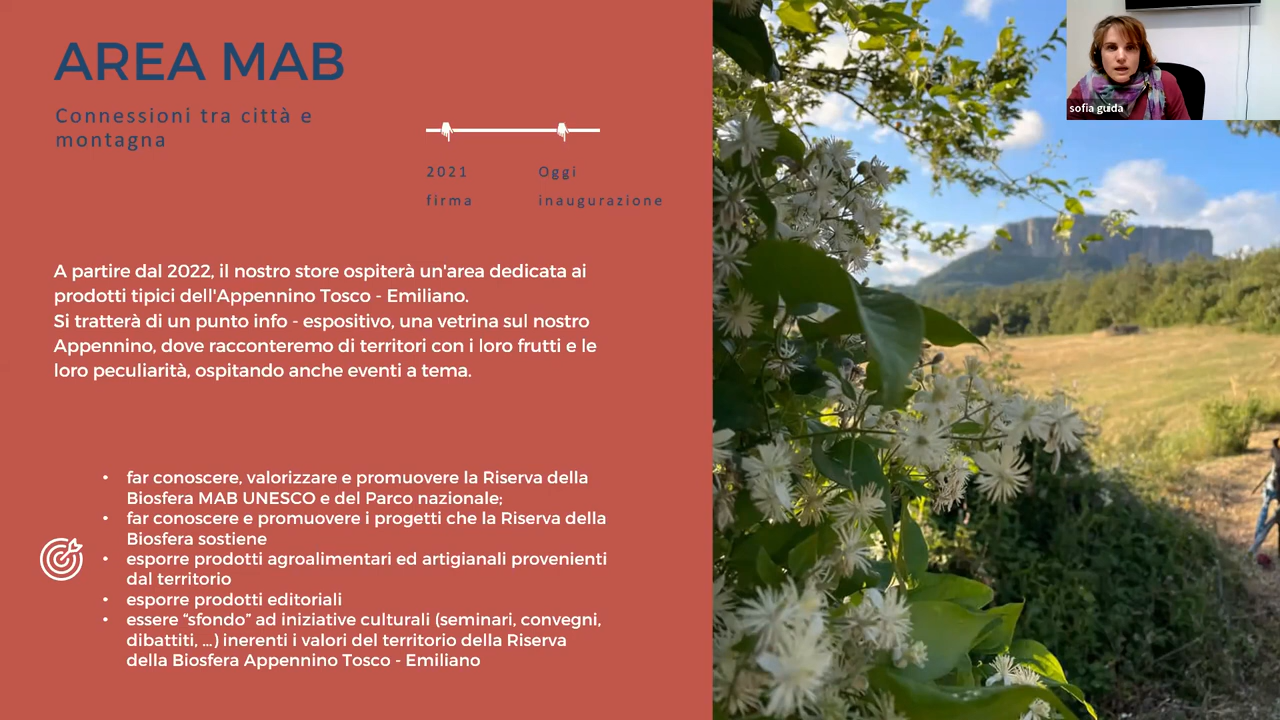 AREA MAB
Connessioni tra città e
montagna
2021
firma
Oggi
inaugurazione
sofia guida
A partire dal 2022, il nostro store ospiterà un'area dedicata ai
prodotti tipici dell'Appennino Tosco - Emiliano.
Si tratterà di un punto info - espositivo, una vetrina sul nostro
Appennino, dove racconteremo di territori con i loro frutti e le
loro peculiarità, ospitando anche eventi a tema.
• far conoscere, valorizzare e promuovere la Riserva della
Biosfera MAB UNESCO e del Parco nazionale;
• far conoscere e promuovere i progetti che la Riserva della
Biosfera sostiene
• esporre prodotti agroalimentari ed artigianali provenienti
dal territorio
• esporre prodotti editoriali
• essere “sfondo” ad iniziative culturali (seminari, convegni,
dibattiti, ...) inerenti i valori del territorio della Riserva
della Biosfera Appennino Tosco - Emiliano